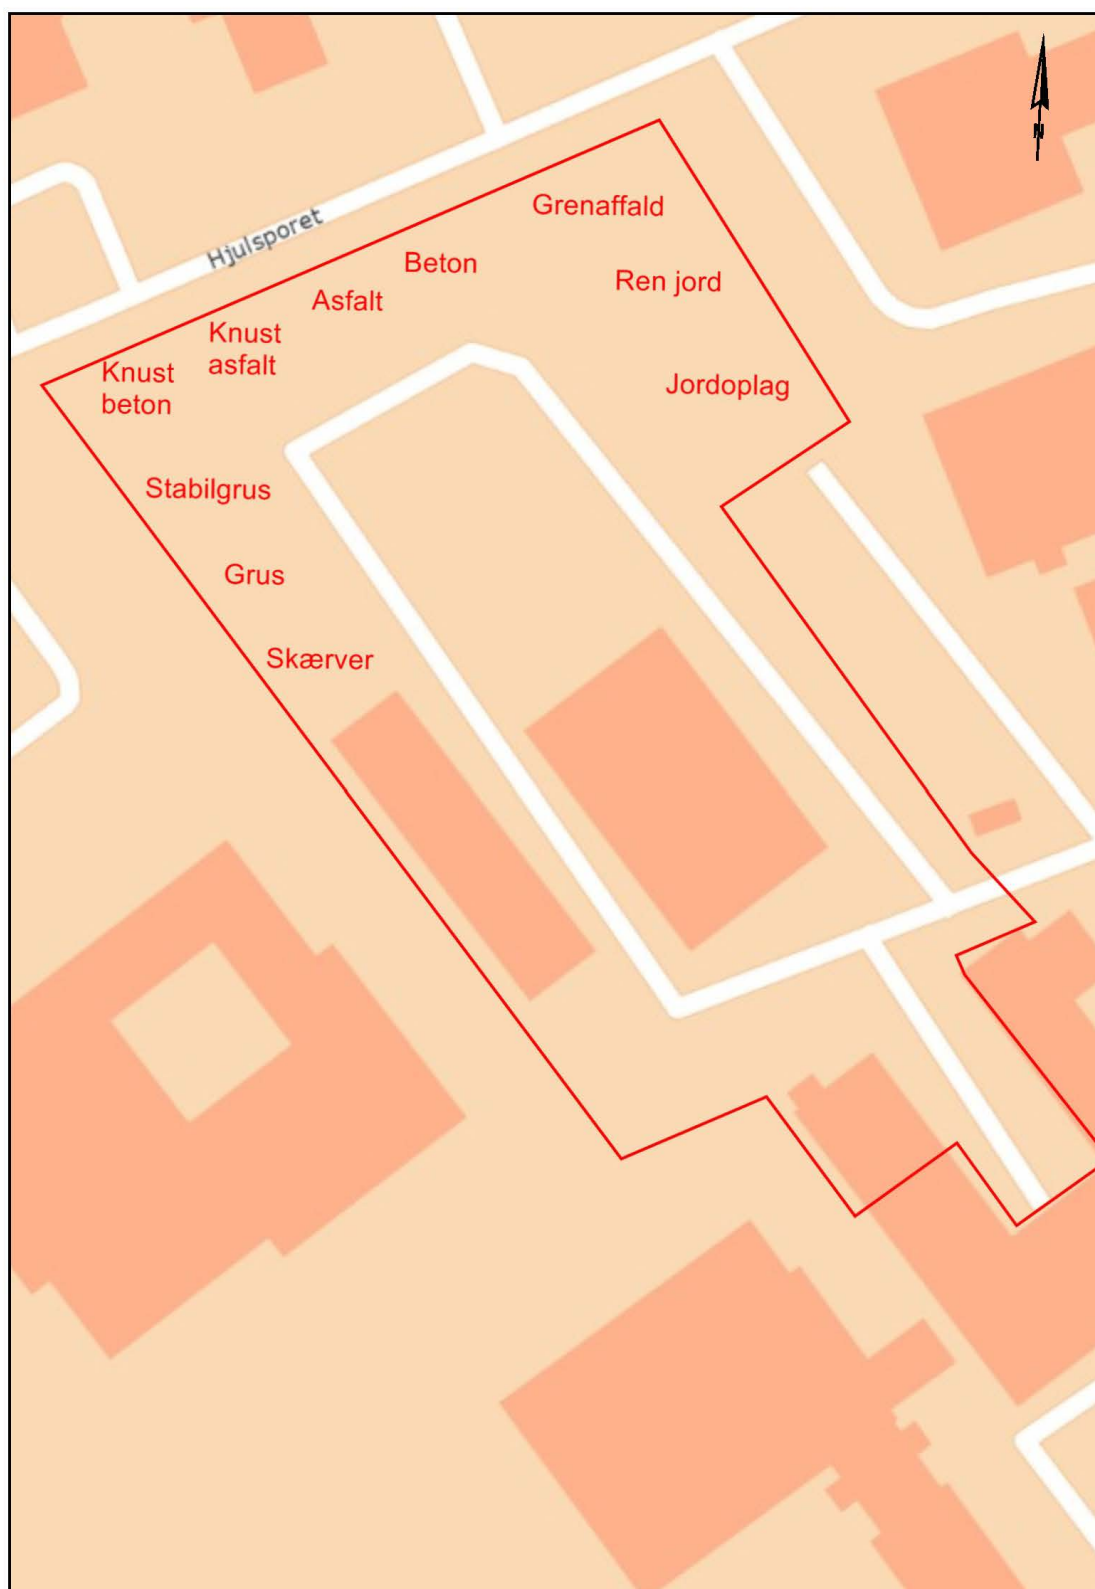 N
Grenaffald
Hjulsporet
Beton
Ren jord
Asfalt
Knust
asfalt
Knust
beton
Jordoplag
Stabilgrus
Grus
Skærver